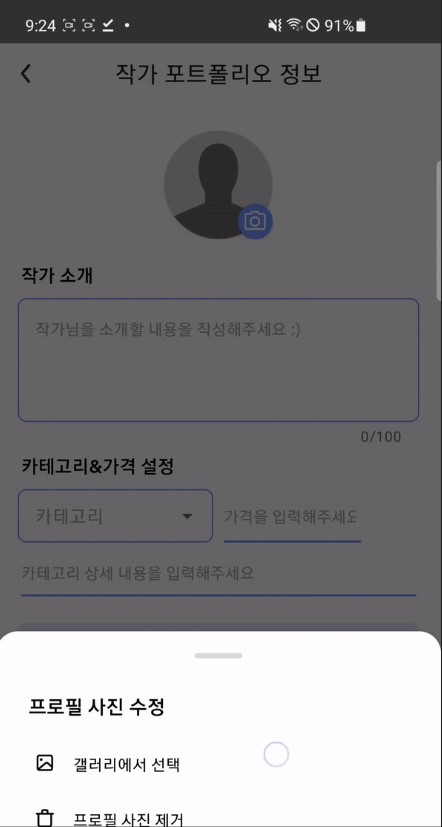 9:24 91%
작가 포트폴리오 정보
작가 소개
작가님을 소개할 내용을 작성해주세요 :)
0/100
카테고리&가격 설정
카테고리 가격을 입력해주세요
카테고리 상세 내용을 입력해주세요
프로필 사진 수정
갤러리에서 선택
프로필 사진 제거